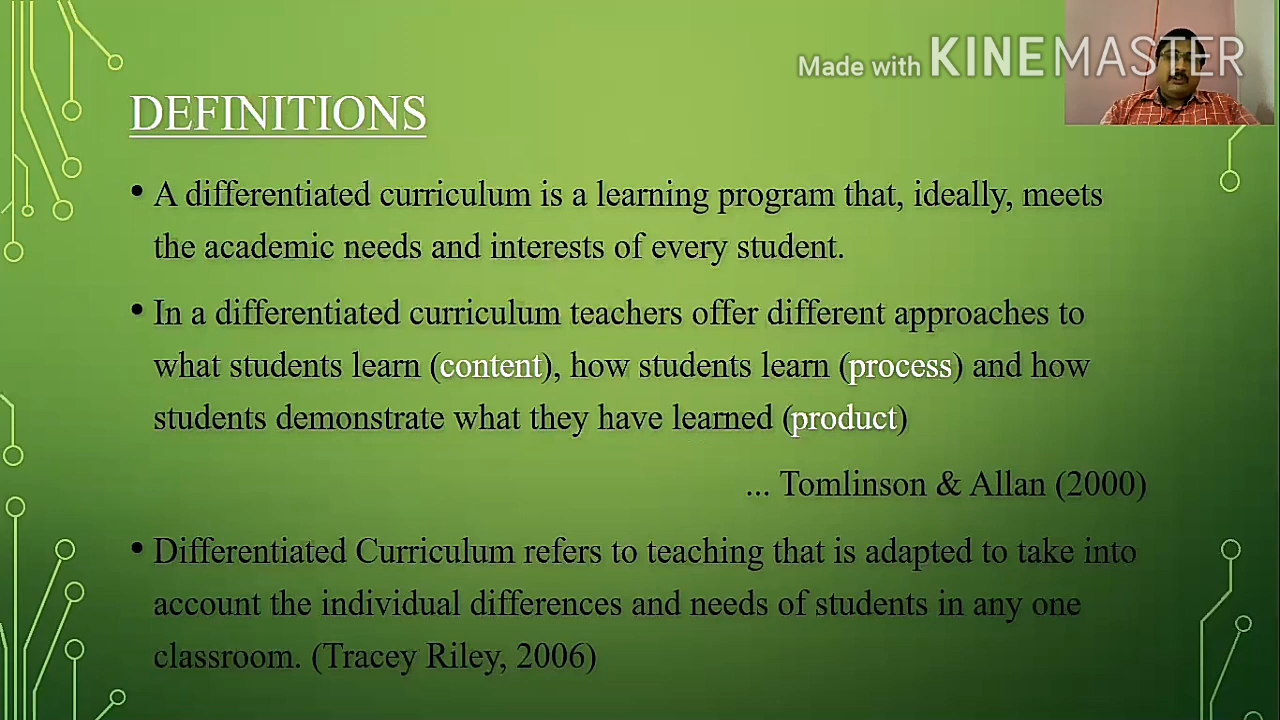 Made with KINEMASTER
DEFINITIONS
• A differentiated curriculum is a learning program that, ideally, meets
the academic needs and interests of every student.
• In a differentiated curriculum teachers offer different approaches to
what students learn (content), how students learn (process) and how
students demonstrate what they have learned (product)
... Tomlinson & Allan (2000)
• Differentiated Curriculum refers to teaching that is adapted to take into
account the individual differences and needs of students in any one
classroom. (Tracey Riley, 2006)